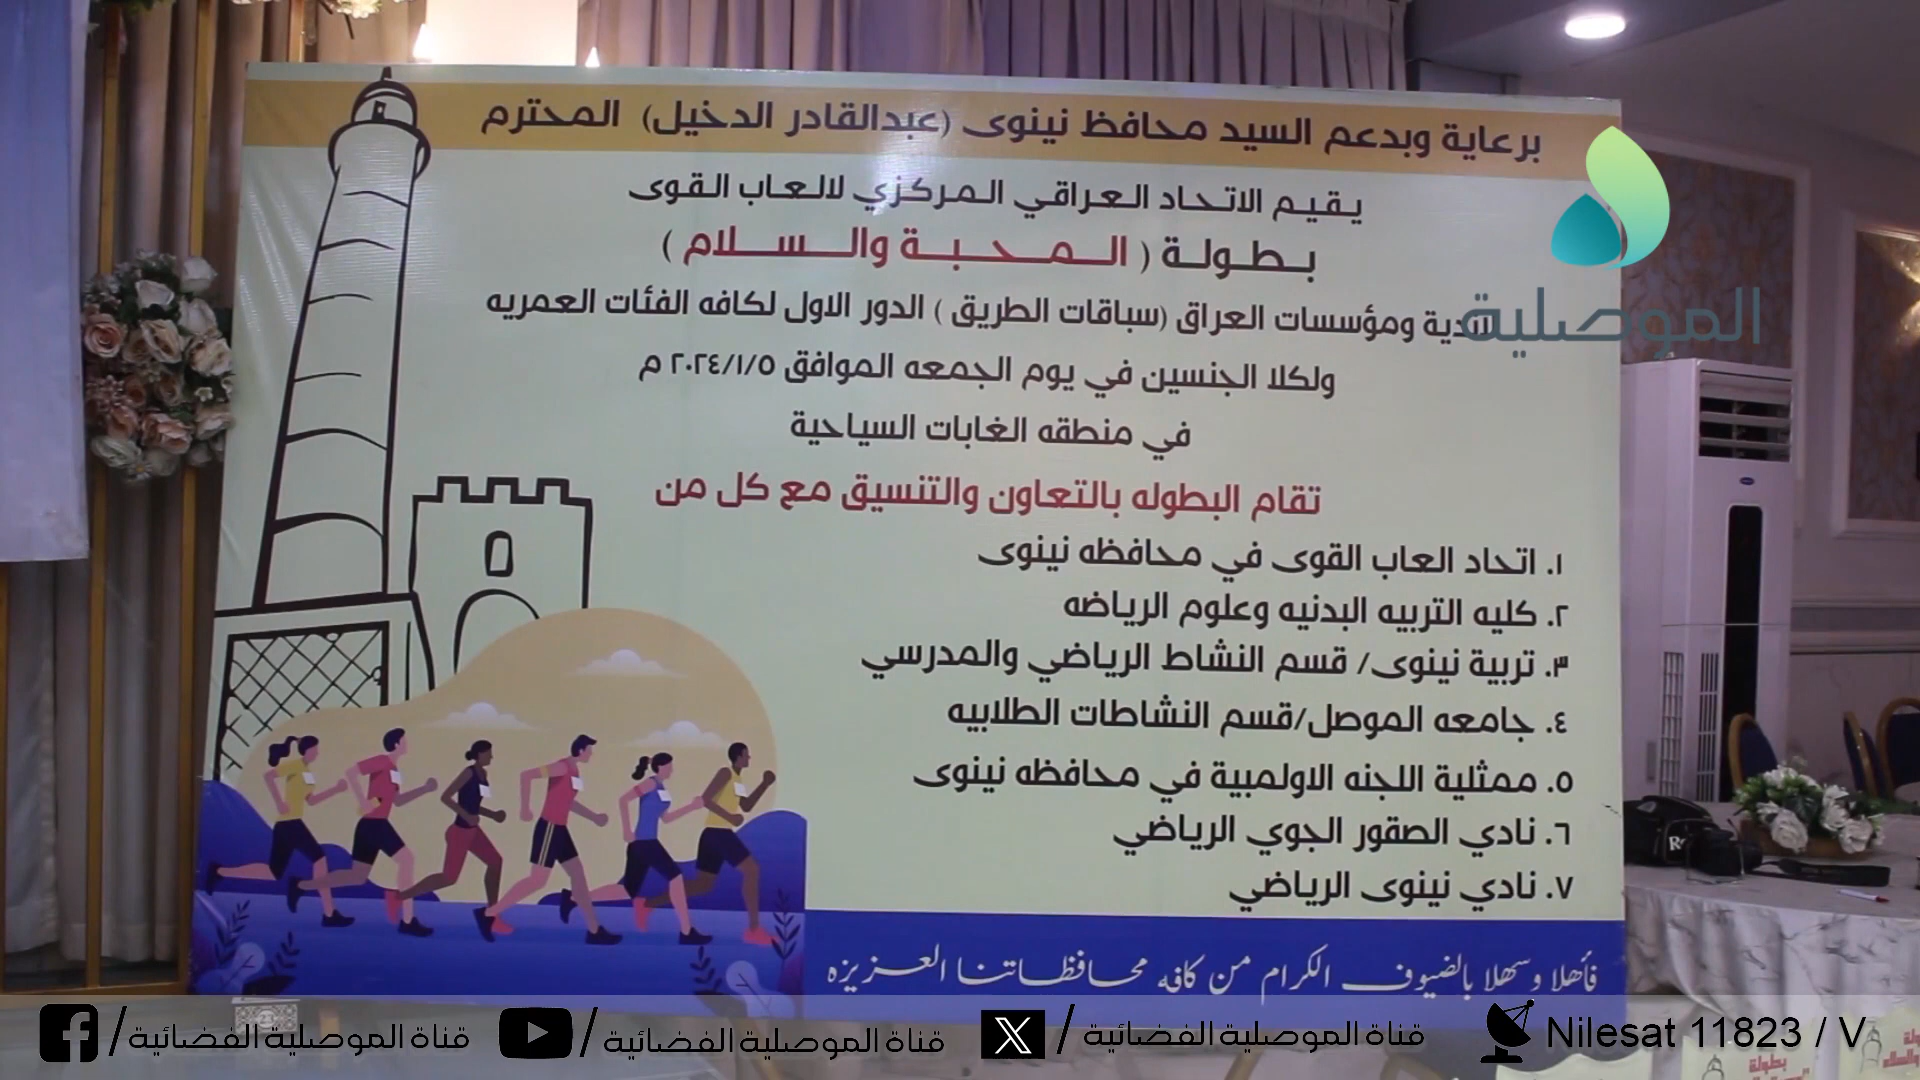 برعاية وبدعم السيد محافظ نينوى (عبدالقادر الدخيل) المحترم
يقيم الاتحاد العراقي المركزي لالعاب القوى
بطولة ( المحبة والسلام )
ومؤسسات العراق (سباقات الطريق ) الدور الاول لكافه الفئات العمريه
ولكلا الجنسين في يوم الجمعه الموافق ٢٠٢٤/١/٥ م
في منطقه الغابات السياحية
تقام البطوله بالتعاون والتنسيق مع كل من
١. اتحاد العاب القوى في محافظه نينوى
٢. كليه التربيه البدنيه وعلوم الرياضه
٣. تربية نينوى/ قسم النشاط الرياضي والمدرسي
٤. جامعه الموصل/قسم النشاطات الطلابيه
٥. ممثلية اللجنه الاولمبية في محافظه نينوى
٦. نادي الصقور الجوي الرياضي
٧. نادي نينوى الرياضي
فأهلا وسهلا بالضيوف الكرام من كافه محافظاتنا العزيزه
الموصلية
/قناة الموصلية الفضائية
/قناة الموصلية الفضائية
/قناة الموصلية الفضائية
Nilesat 11823 / V
بطولة